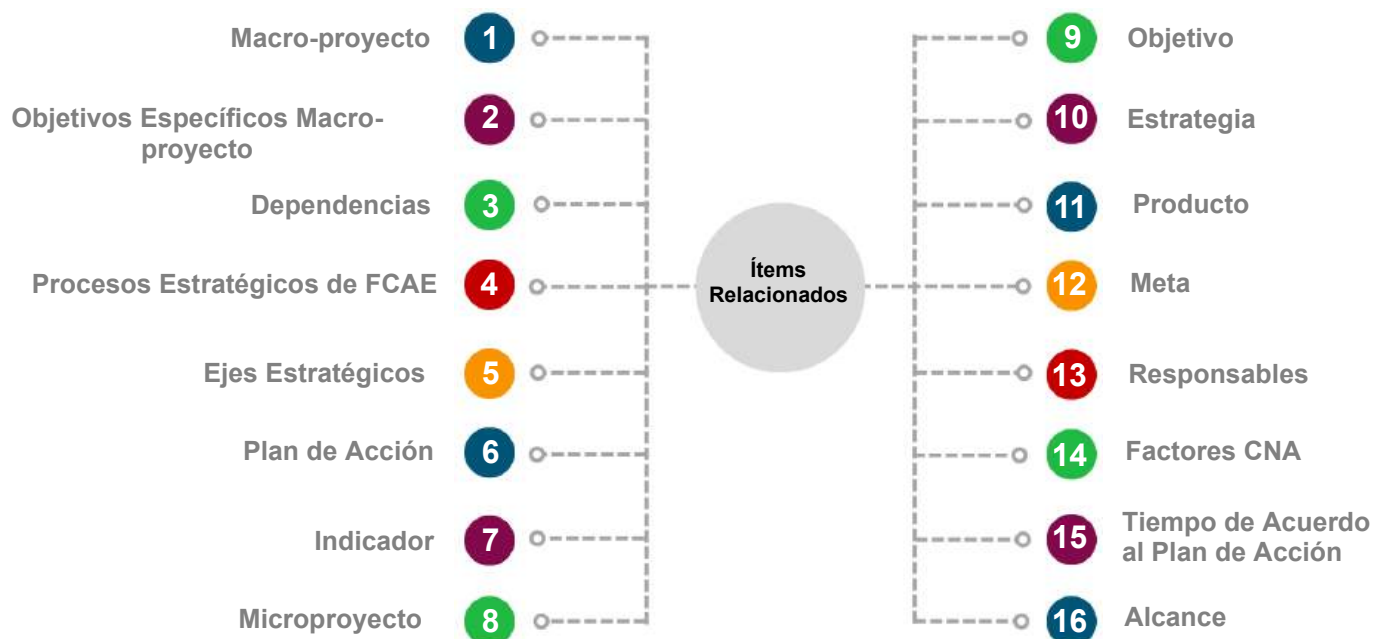 Macro-proyecto 1
Objetivos Específicos Macro-
proyecto
2
Dependencias 3
Procesos Estratégicos de FCAE 4
Ejes Estratégicos 5
Plan de Acción 6
Indicador 7
Microproyecto 8
Ítems
Relacionados
9 Objetivo
10 Estrategia
11 Producto
12 Meta
13 Responsables
14 Factores CNA
15
Tiempo de Acuerdo
al Plan de Acción
16 Alcance